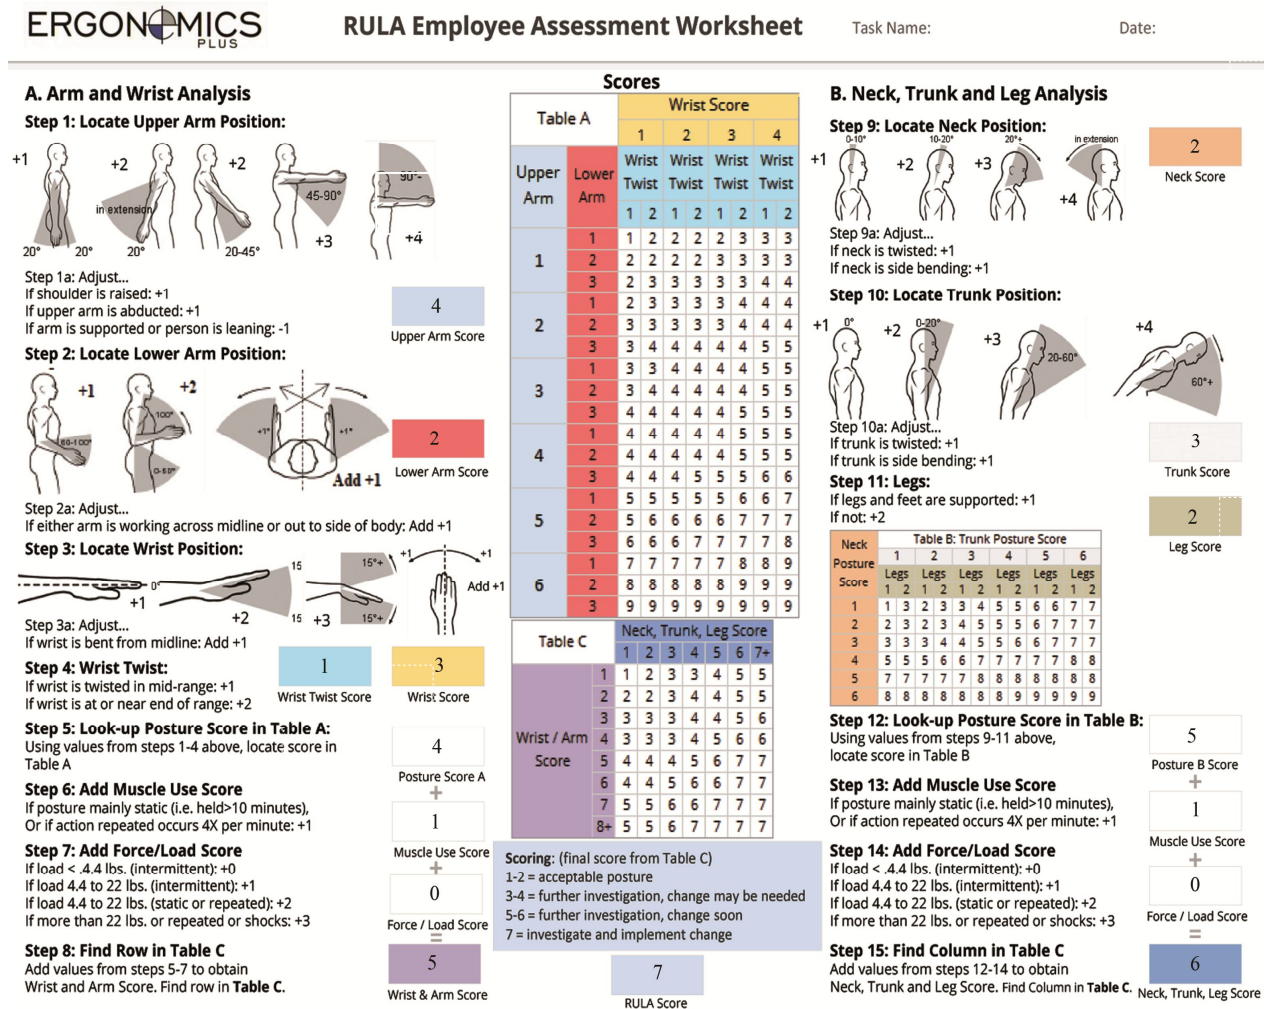 ERGONOMICS
PLUS
RULA Employee Assessment Worksheet
Task Name:
Date:
A. Arm and Wrist Analysis
Step 1: Locate Upper Arm Position:
+1
+2
+2
in extension
45-90°
90°-
20°
20°
20°
20-45°
+3
+4
Step 1a: Adjust...
If shoulder is raised: +1
If upper arm is abducted: +1
If arm is supported or person is leaning: -1
4
Upper Arm Score
Step 2: Locate Lower Arm Position:
+1
+2
100°
60-100°
0-60°
+1°
+1°
Add +1
2
Lower Arm Score
Step 2a: Adjust...
If either arm is working across midline or out to side of body: Add +1
Step 3: Locate Wrist Position:
0°
15
15
15°+
15°+
+1
+1
+1
+2
+3
Add +1
Step 3a: Adjust...
If wrist is bent from midline: Add +1
Step 4: Wrist Twist:
If wrist is twisted in mid-range: +1
If wrist is at or near end of range: +2
1
Wrist Twist Score
3
Wrist Score
Step 5: Look-up Posture Score in Table A:
Using values from steps 1-4 above, locate score in
Table A
4
Posture Score A
+
Step 6: Add Muscle Use Score
If posture mainly static (i.e. held>10 minutes),
Or if action repeated occurs 4X per minute: +1
1
Muscle Use Score
+
Step 7: Add Force/Load Score
If load < .4.4 lbs. (intermittent): +0
If load 4.4 to 22 lbs. (intermittent): +1
If load 4.4 to 22 lbs. (static or repeated): +2
If more than 22 lbs. or repeated or shocks: +3
0
Force / Load Score
=
Step 8: Find Row in Table C
Add values from steps 5-7 to obtain
Wrist and Arm Score. Find row in Table C.
5
Wrist & Arm Score
Scores
Table A
Wrist Score
1 2 3 4
Upper Arm
Lower Arm
Wrist Twist Wrist Twist Wrist Twist Wrist Twist
1 2 1 2 1 2 1 2
1
1 1 2 2 2 2 3 3 3
2 2 2 2 2 3 3 3 3
3 2 3 3 3 3 3 4 4
2
1 2 3 3 3 3 4 4 4
2 3 3 3 3 3 4 4 4
3 3 4 4 4 4 4 5 5
3
1 3 3 4 4 4 4 5 5
2 3 4 4 4 4 4 5 5
3 4 4 4 4 4 5 5 5
4
1 4 4 4 4 4 5 5 5
2 4 4 4 4 4 5 5 5
3 4 4 4 5 5 5 6 6
5
1 5 5 5 5 5 6 6 7
2 5 6 6 6 6 7 7 7
3 6 6 6 7 7 7 7 8
6
1 7 7 7 7 7 8 8 9
2 8 8 8 8 8 9 9 9
3 9 9 9 9 9 9 9 9
Table C
Neck, Trunk, Leg Score
1 2 3 4 5 6 7+
Wrist / Arm
Score
1 1 2 3 3 4 5 5
2 2 2 3 4 4 5 5
3 3 3 3 4 4 5 6
4 3 3 3 4 5 6 6
5 4 4 4 5 6 7 7
6 4 4 5 6 6 7 7
7 5 5 6 6 7 7 7
8+ 5 5 6 7 7 7 7
Scoring: (final score from Table C)
1-2 = acceptable posture
3-4 = further investigation, change may be needed
5-6 = further investigation, change soon
7 = investigate and implement change
7
RULA Score
B. Neck, Trunk and Leg Analysis
Step 9: Locate Neck Position:
0-10°
10-20°
20°+
in extension
+1
+2
+3
+4
2
Neck Score
Step 9a: Adjust...
If neck is twisted: +1
If neck is side bending: +1
Step 10: Locate Trunk Position:
+1
0°
+2
0-20°
+3
20-60°
+4
60°+
Step 10a: Adjust...
If trunk is twisted: +1
If trunk is side bending: +1
3
Trunk Score
Step 11: Legs:
If legs and feet are supported: +1
If not: +2
2
Leg Score
Neck
Posture
Score
Table B: Trunk Posture Score
1 2 3 4 5 6
Legs Legs Legs Legs Legs Legs
1 2 1 2 1 2 1 2 1 2 1 2
1 1 3 2 3 3 4 5 5 6 6 7 7
2 2 3 2 3 4 5 5 5 6 7 7 7
3 3 3 3 4 4 5 5 6 6 7 7 7
4 5 5 5 6 6 7 7 7 7 7 8 8
5 7 7 7 7 7 8 8 8 8 8 8 8
6 8 8 8 8 8 8 8 9 9 9 9 9
Step 12: Look-up Posture Score in Table B:
Using values from steps 9-11 above,
locate score in Table B
5
Posture B Score
+
Step 13: Add Muscle Use Score
If posture mainly static (i.e. held>10 minutes),
Or if action repeated occurs 4X per minute: +1
1
Muscle Use Score
+
Step 14: Add Force/Load Score
If load < .4.4 lbs. (intermittent): +0
If load 4.4 to 22 lbs. (intermittent): +1
If load 4.4 to 22 lbs. (static or repeated): +2
If more than 22 lbs. or repeated or shocks: +3
0
Force / Load Score
=
Step 15: Find Column in Table C
Add values from steps 12-14 to obtain
Neck, Trunk and Leg Score. Find Column in Table C.
6
Neck, Trunk, Leg Score